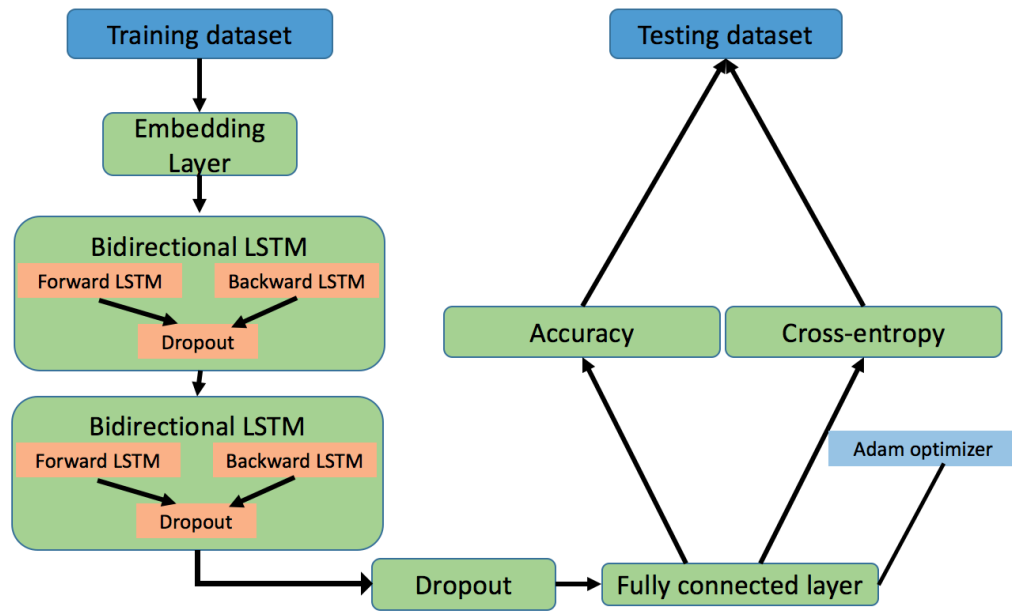 Training dataset
Testing dataset
Embedding
Layer
Bidirectional LSTM
Forward LSTM
Backward LSTM
Dropout
Accuracy
Cross-entropy
Bidirectional LSTM
Forward LSTM
Backward LSTM
Adam optimizer
Dropout
Dropout
Fully connected layer